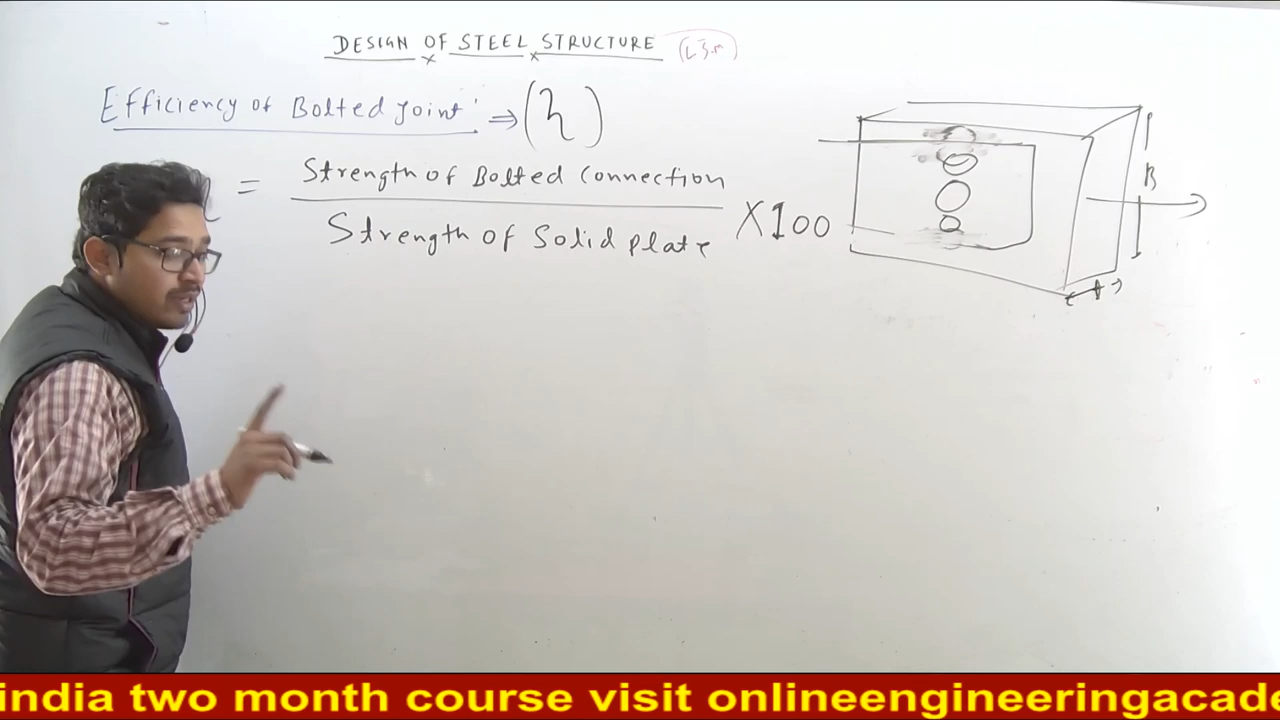 DESIGN OF STEEL STRUCTURE
Efficiency of Bolted Joint ⇒ (η)
η = Strength of Bolted Connection
Strength of Solid plate
X 100
B
t
india two month course visit onlineengineeringacade